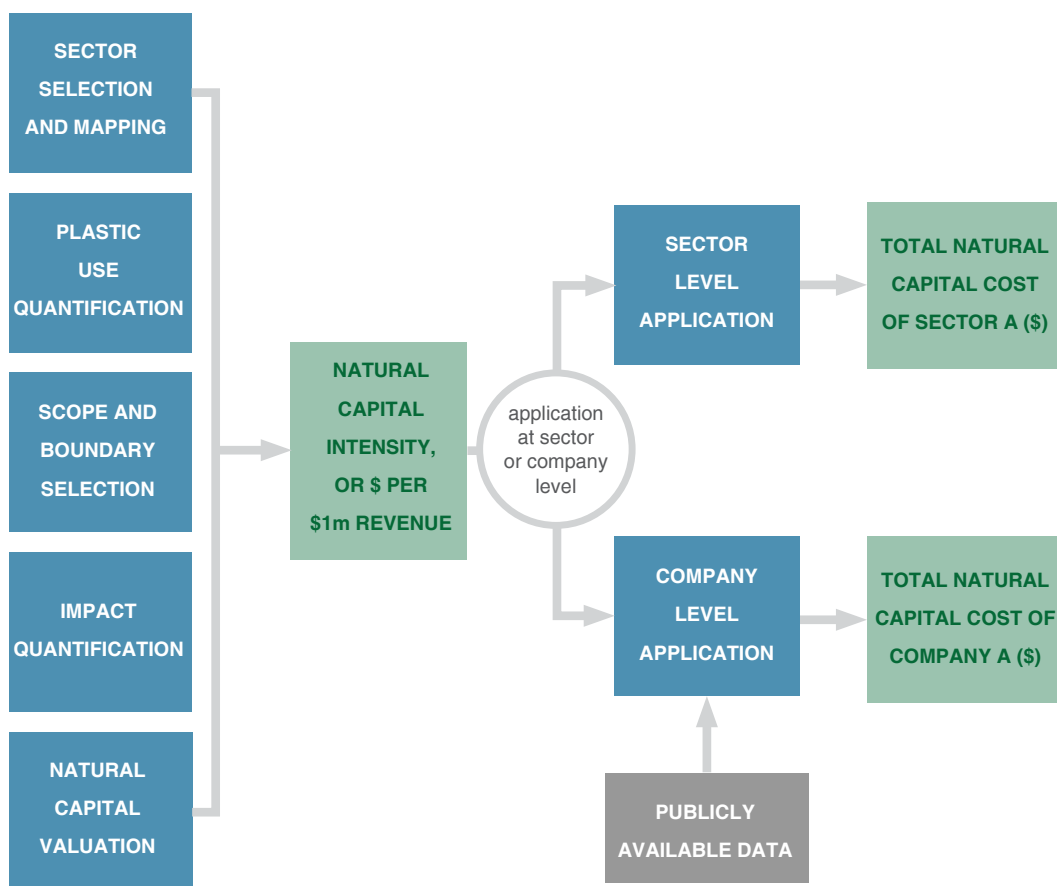 SECTOR
SELECTION
AND MAPPING
PLASTIC
USE
QUANTIFICATION
SCOPE AND
BOUNDARY
SELECTION
IMPACT
QUANTIFICATION
NATURAL
CAPITAL
VALUATION
NATURAL
CAPITAL
INTENSITY,
OR $ PER
$1m REVENUE
application
at sector
or company
level
SECTOR
LEVEL
APPLICATION
TOTAL NATURAL
CAPITAL COST
OF SECTOR A ($)
COMPANY
LEVEL
APPLICATION
TOTAL NATURAL
CAPITAL COST OF
COMPANY A ($)
PUBLICLY
AVAILABLE DATA